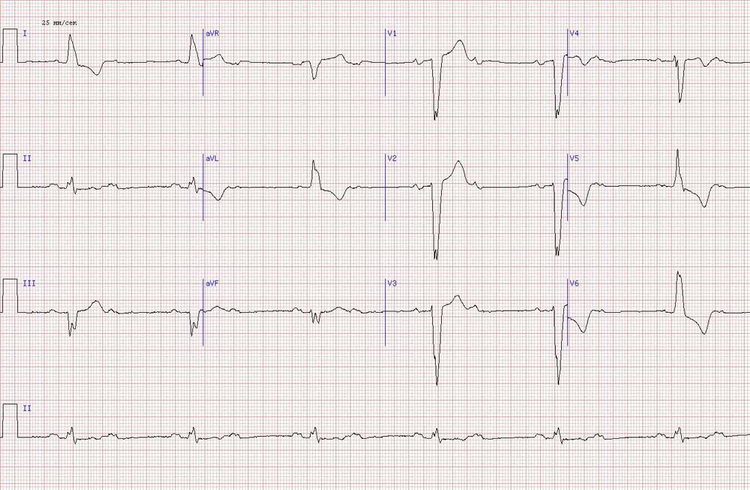 25 мм/сек
I aVR V1 V4
II aVL V2 V5
III aVF V3 V6
II